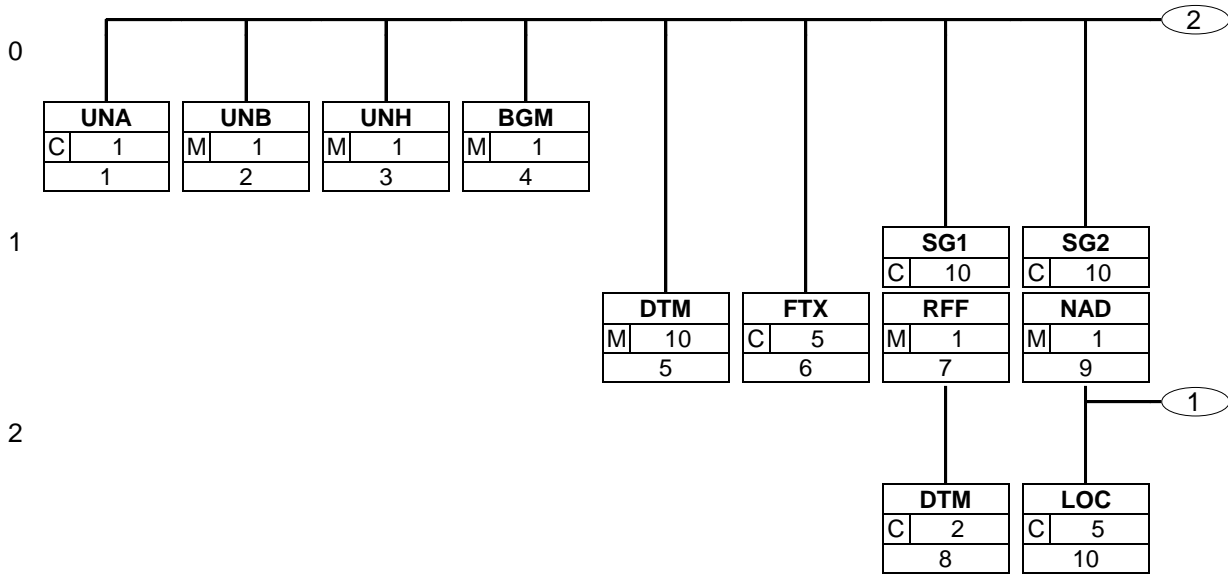 2
0
UNA UNB UNH BGM
C 1 M 1 M 1 M 1
1 2 3 4
1
SG1 SG2
C 10 C 10
DTM FTX RFF NAD
M 10 C 5 M 1 M 1
5 6 7 9
1
2
DTM LOC
C 2 C 5
8 10